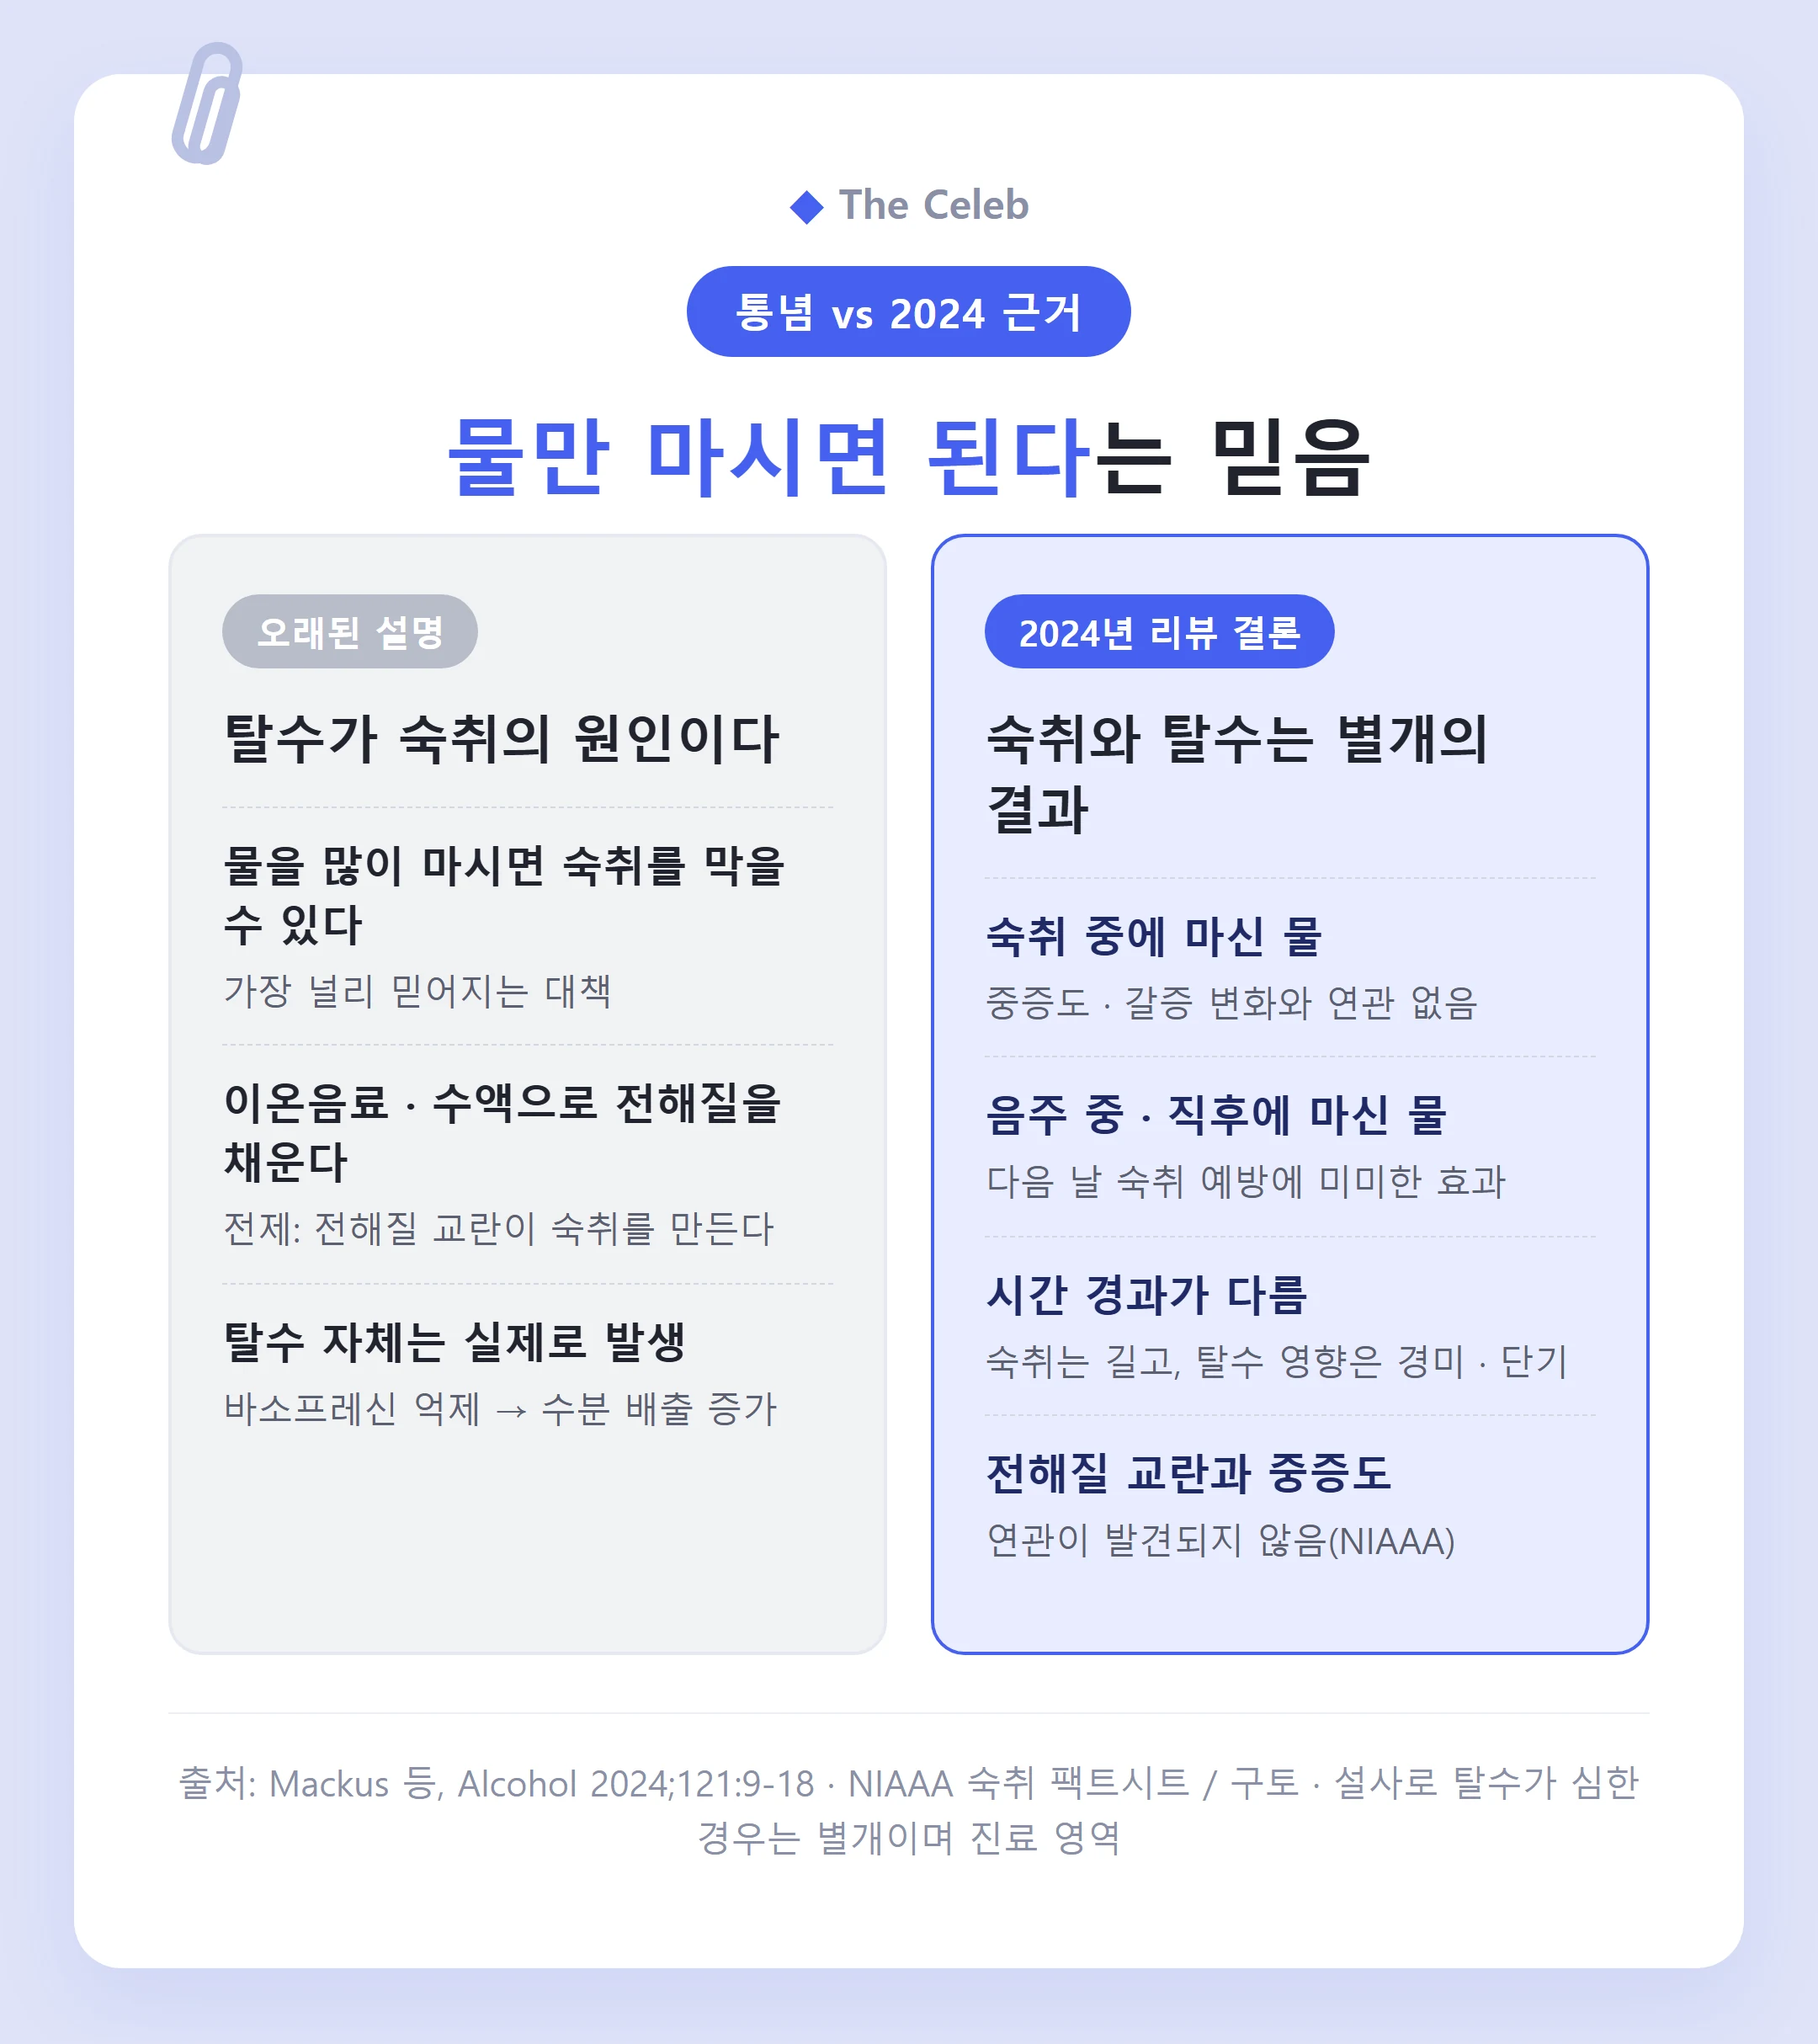 The Celeb
통념 vs 2024 근거
물만 마시면 된다는 믿음
오래된 설명
탈수가 숙취의 원인이다
물을 많이 마시면 숙취를 막을
수 있다
가장 널리 믿어지는 대책
이온음료 · 수액으로 전해질을
채운다
전제: 전해질 교란이 숙취를 만든다
탈수 자체는 실제로 발생
바소프레신 억제 → 수분 배출 증가
2024년 리뷰 결론
숙취와 탈수는 별개의
결과
숙취 중에 마신 물
중증도 · 갈증 변화와 연관 없음
음주 중 · 직후에 마신 물
다음 날 숙취 예방에 미미한 효과
시간 경과가 다름
숙취는 길고, 탈수 영향은 경미 · 단기
전해질 교란과 중증도
연관이 발견되지 않음(NIAAA)
출처: Mackus 등, Alcohol 2024;121:9-18 · NIAAA 숙취 팩트시트 / 구토 · 설사로 탈수가 심한
경우는 별개이며 진료 영역